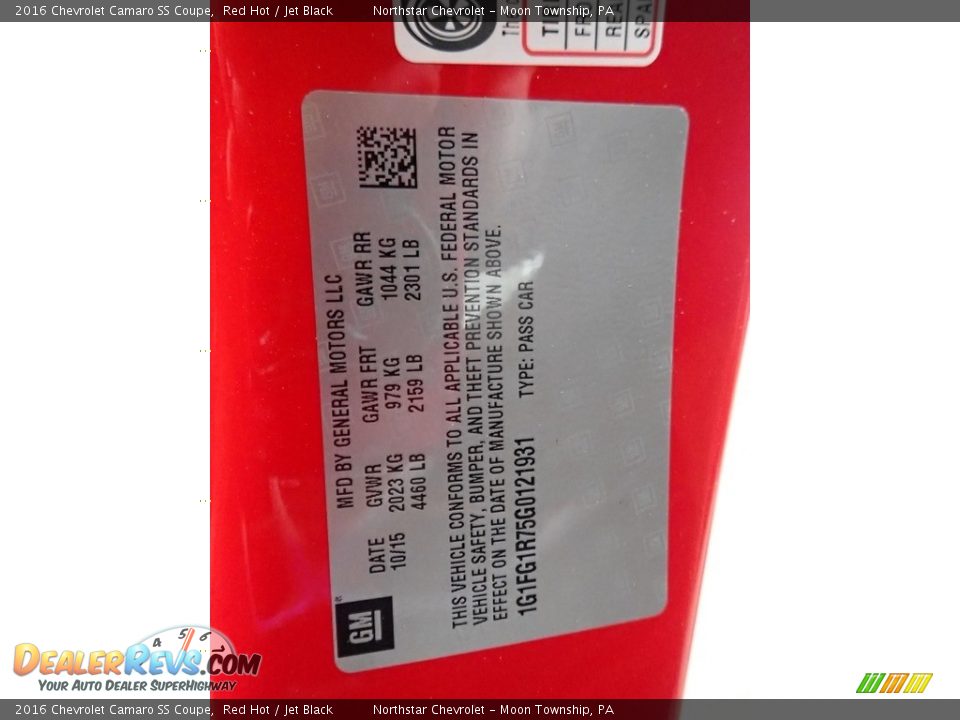 2016 Chevrolet Camaro SS Coupe, Red Hot / Jet Black Northstar Chevrolet - Moon Township, PA
MFD BY GENERAL MOTORS LLC
DATE GVWR GAWR FRT GAWR RR
10/15 2023 KG 979 KG 1044 KG
4460 LB 2159 LB 2301 LB
THIS VEHICLE CONFORMS TO ALL APPLICABLE U.S. FEDERAL MOTOR
VEHICLE SAFETY, BUMPER, AND THEFT PREVENTION STANDARDS IN
EFFECT ON THE DATE OF MANUFACTURE SHOWN ABOVE.
1G1FG1R75G0121931 TYPE: PASS CAR
GM
4 5 6
DEALERREVS.COM
YOUR AUTO DEALER SUPERHIGHWAY
2016 Chevrolet Camaro SS Coupe, Red Hot / Jet Black Northstar Chevrolet - Moon Township, PA